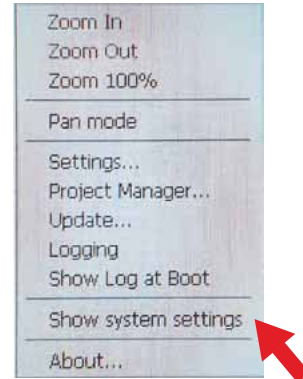 Zoom In
Zoom Out
Zoom 100%
Pan mode
Settings...
Project Manager...
Update...
Logging
Show Log at Boot
Show system settings
About...